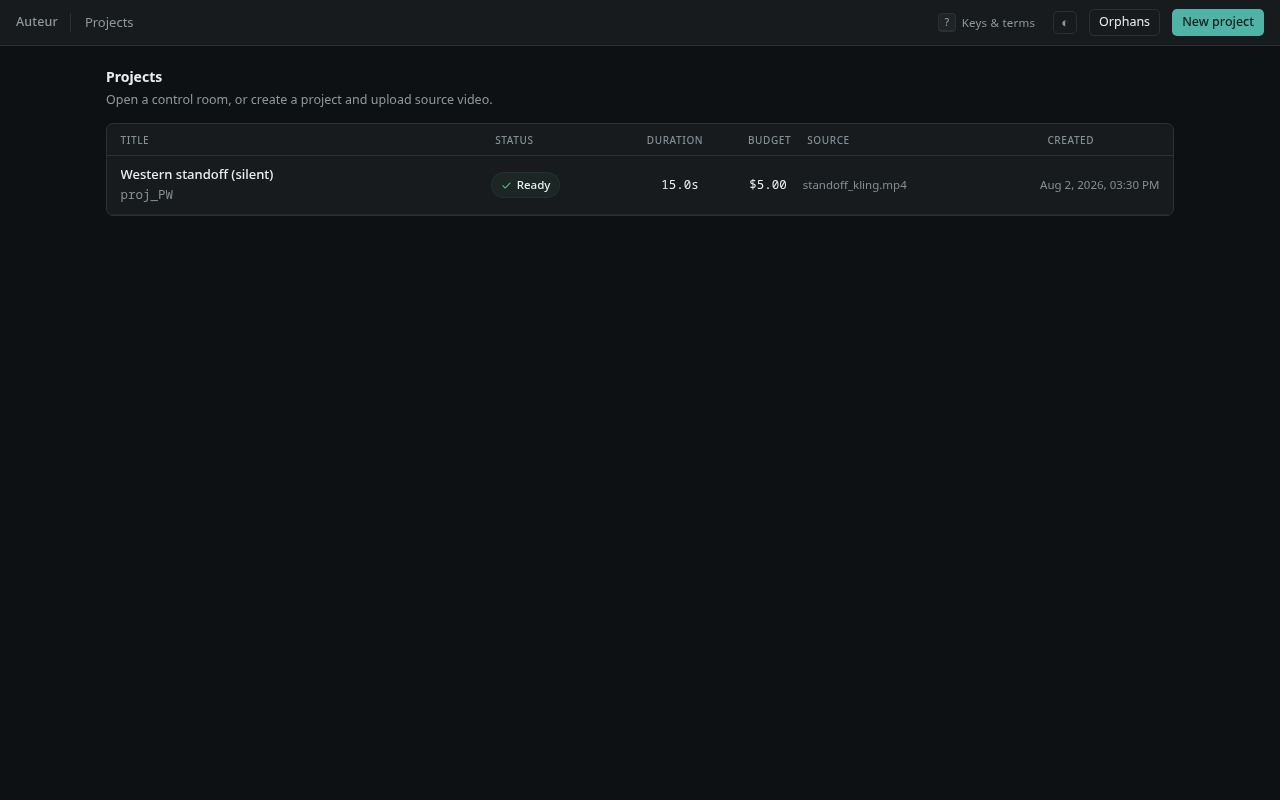 Auteur Projects ? Keys & terms Orphans New project
Projects
Open a control room, or create a project and upload source video.
TITLE STATUS DURATION BUDGET SOURCE CREATED
Western standoff (silent) Ready 15.0s $5.00 standoff_kling.mp4 Aug 2, 2026, 03:30 PM
proj_PW